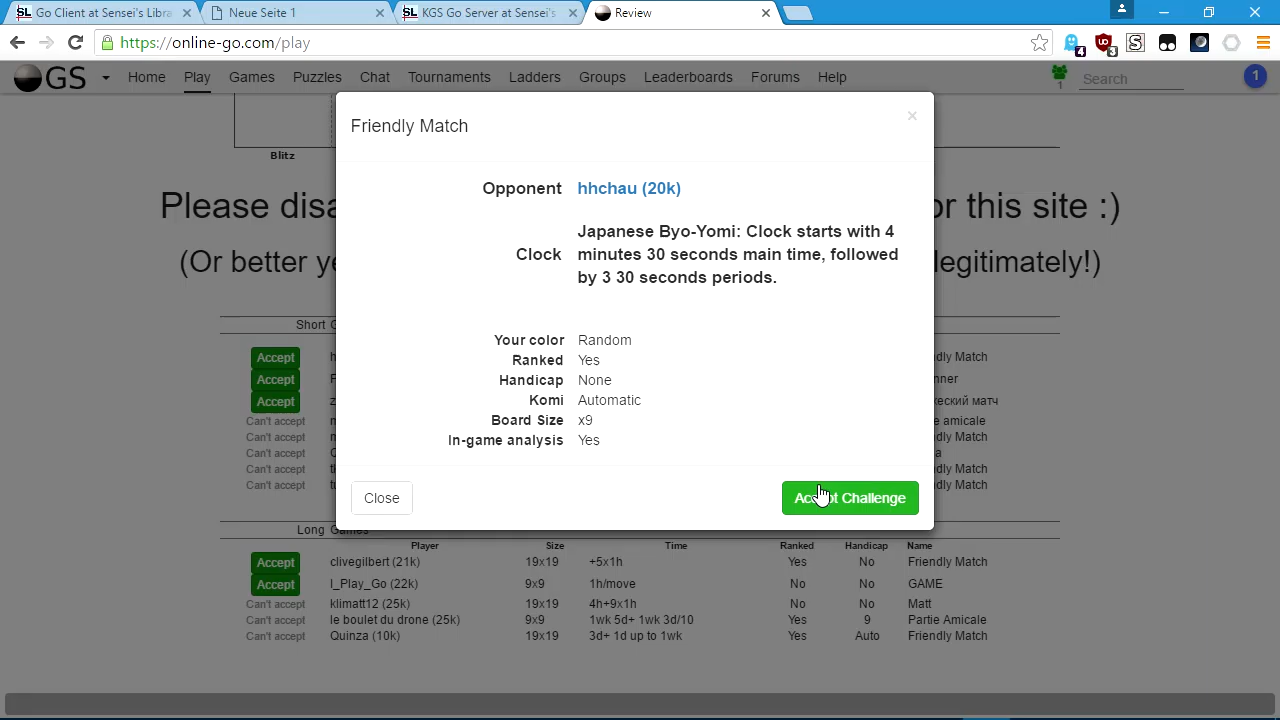 Go Client at Sensei's Libra
Neue Seite 1
KGS Go Server at Sensei's
Review
https://online-go.com/play
4
3
GS Home Play Games Puzzles Chat Tournaments Ladders Groups Leaderboards Forums Help 1 Search 1
Friendly Match ×
Blitz
Opponent hhchau (20k)
Please disa or this site :)
Clock Japanese Byo-Yomi: Clock starts with 4
minutes 30 seconds main time, followed
by 3 30 seconds periods.
(Or better ye legitimately!)
Short G
Your color Random
Ranked Yes
Handicap None
Komi Automatic
Board Size x9
In-game analysis Yes
Accept dly Match
Accept nner
Accept еский матч
Can't accept e amicale
Can't accept dly Match
Can't accept a
Can't accept dly Match
Can't accept dly Match
Close Accept Challenge
Long Games
Player Size Time Ranked Handicap Name
Accept clivegilbert (21k) 19x19 +5x1h Yes No Friendly Match
Accept I_Play_Go (22k) 9x9 1h/move No No GAME
Can't accept klimatt12 (25k) 19x19 4h+9x1h No No Matt
Can't accept le boulet du drone (25k) 9x9 1wk 5d+ 1wk 3d/10 Yes 9 Partie Amicale
Can't accept Quinza (10k) 19x19 3d+ 1d up to 1wk Yes Auto Friendly Match